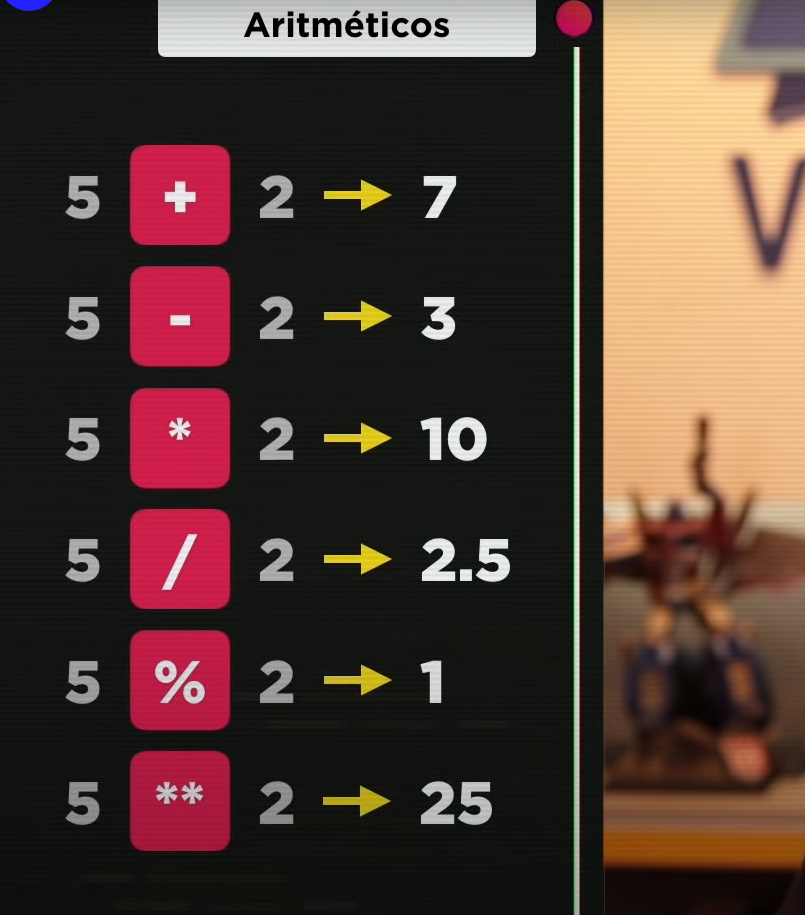 Aritméticos
5 + 2 → 7
5 - 2 → 3
5 * 2 → 10
5 / 2 → 2.5
5 % 2 → 1
5 ** 2 → 25
V